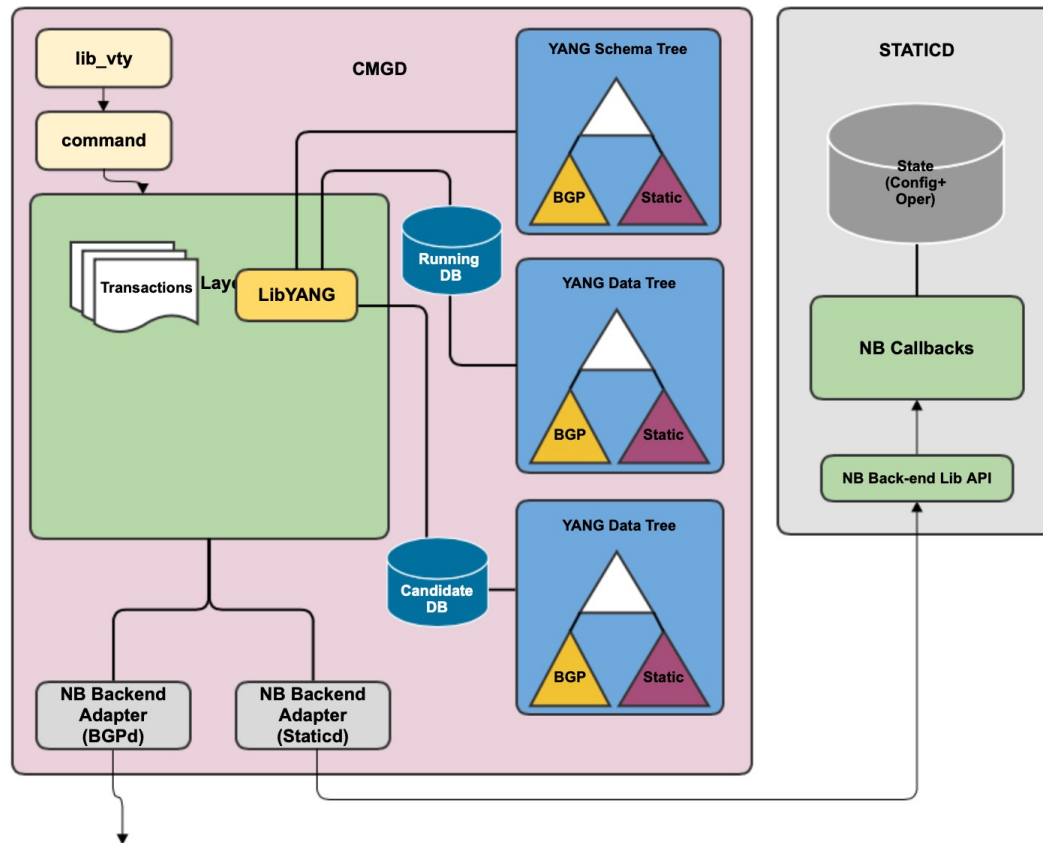 lib_vty
command
CMGD
Transactions
Laye
LibYANG
Running
DB
Candidate
DB
YANG Schema Tree
BGP
Static
YANG Data Tree
BGP
Static
YANG Data Tree
BGP
Static
NB Backend
Adapter
(BGPd)
NB Backend
Adapter
(Staticd)
STATICD
State
(Config+
Oper)
NB Callbacks
NB Back-end Lib API